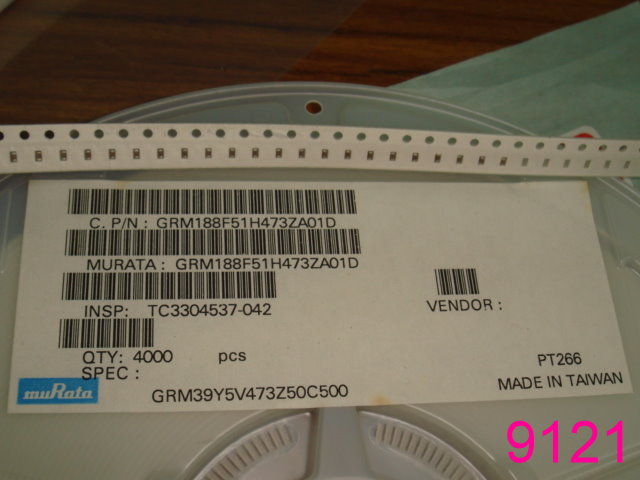 C. P/N : GRM188F51H473ZA01D
MURATA : GRM188F51H473ZA01D
INSP: TC3304537-042
VENDOR :
QTY: 4000 pcs
PT266
SPEC :
MADE IN TAIWAN
muRata
GRM39Y5V473Z50C500
9121